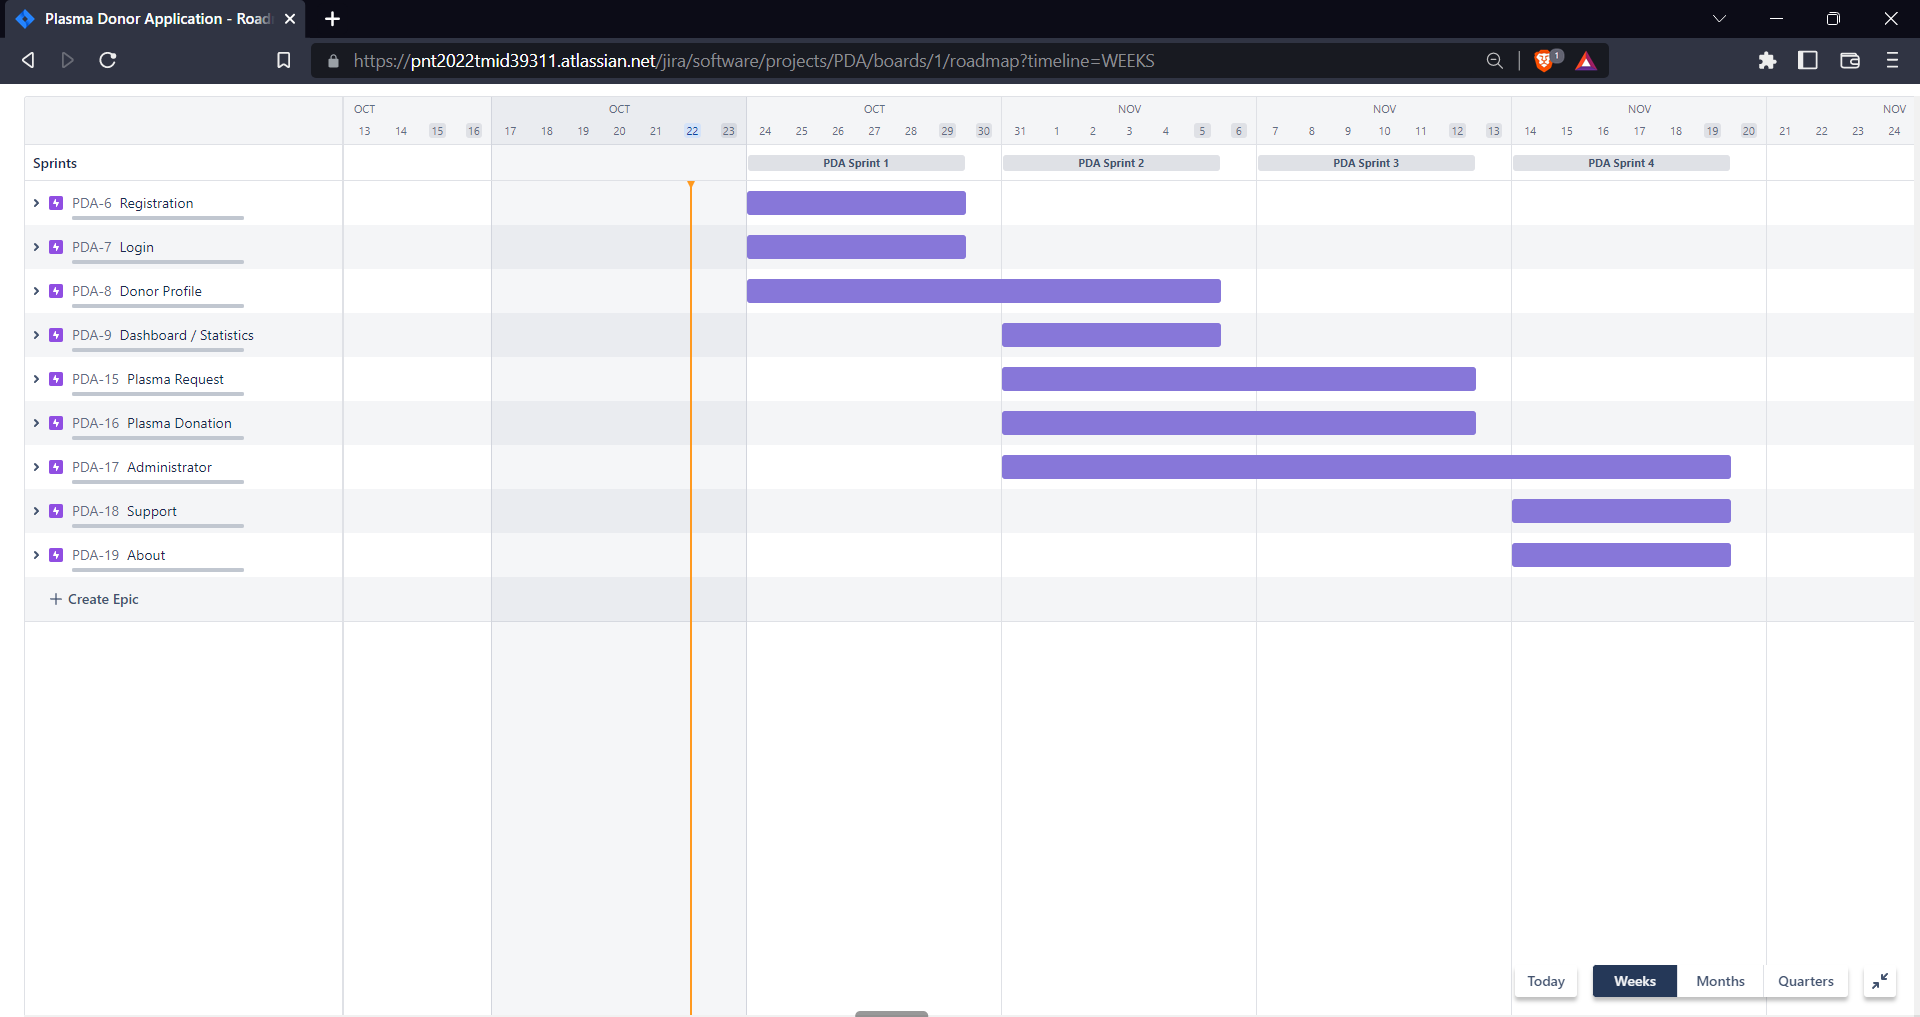 Plasma Donor Application - Road
https://pnt2022tmid39311.atlassian.net/jira/software/projects/PDA/boards/1/roadmap?timeline=WEEKS
1
OCT OCT OCT NOV NOV NOV NOV
13 14 15 16 17 18 19 20 21 22 23 24 25 26 27 28 29 30 31 1 2 3 4 5 6 7 8 9 10 11 12 13 14 15 16 17 18 19 20 21 22 23 24
Sprints PDA Sprint 1 PDA Sprint 2 PDA Sprint 3 PDA Sprint 4
PDA-6 Registration
PDA-7 Login
PDA-8 Donor Profile
PDA-9 Dashboard / Statistics
PDA-15 Plasma Request
PDA-16 Plasma Donation
PDA-17 Administrator
PDA-18 Support
PDA-19 About
+ Create Epic
Today Weeks Months Quarters